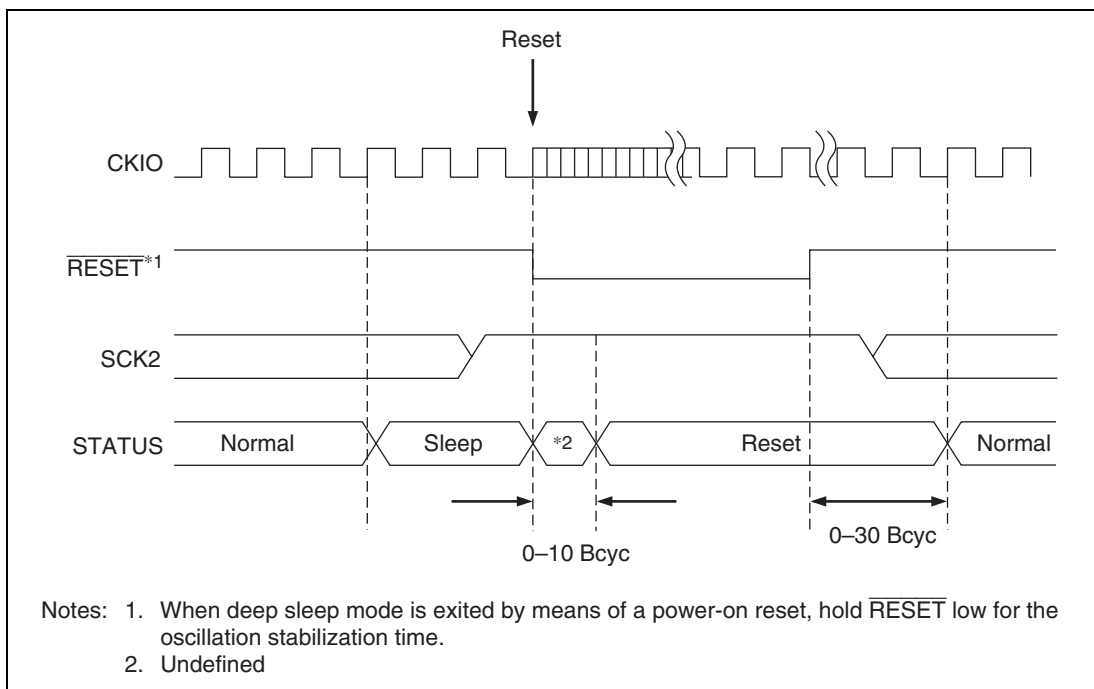 Reset
CKIO
RESET*1
SCK2
STATUS Normal Sleep *2 Reset Normal
0–10 Bcyc
0–30 Bcyc
Notes: 1. When deep sleep mode is exited by means of a power-on reset, hold RESET low for the
oscillation stabilization time.
2. Undefined